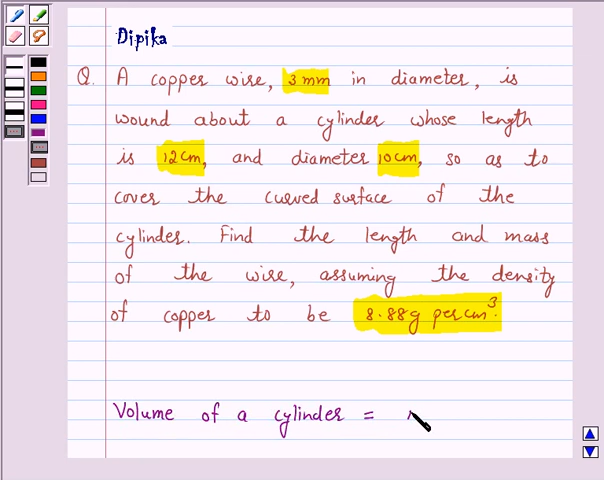 Dipika
Q. A copper wire, 3mm in diameter, is
wound about a cylinder whose length
is 12cm, and diameter 10cm, so as to
cover the curved surface of the
cylinder. Find the length and mass
of the wire, assuming the density
of copper to be 8.88g per cm³.
Volume of a cylinder =